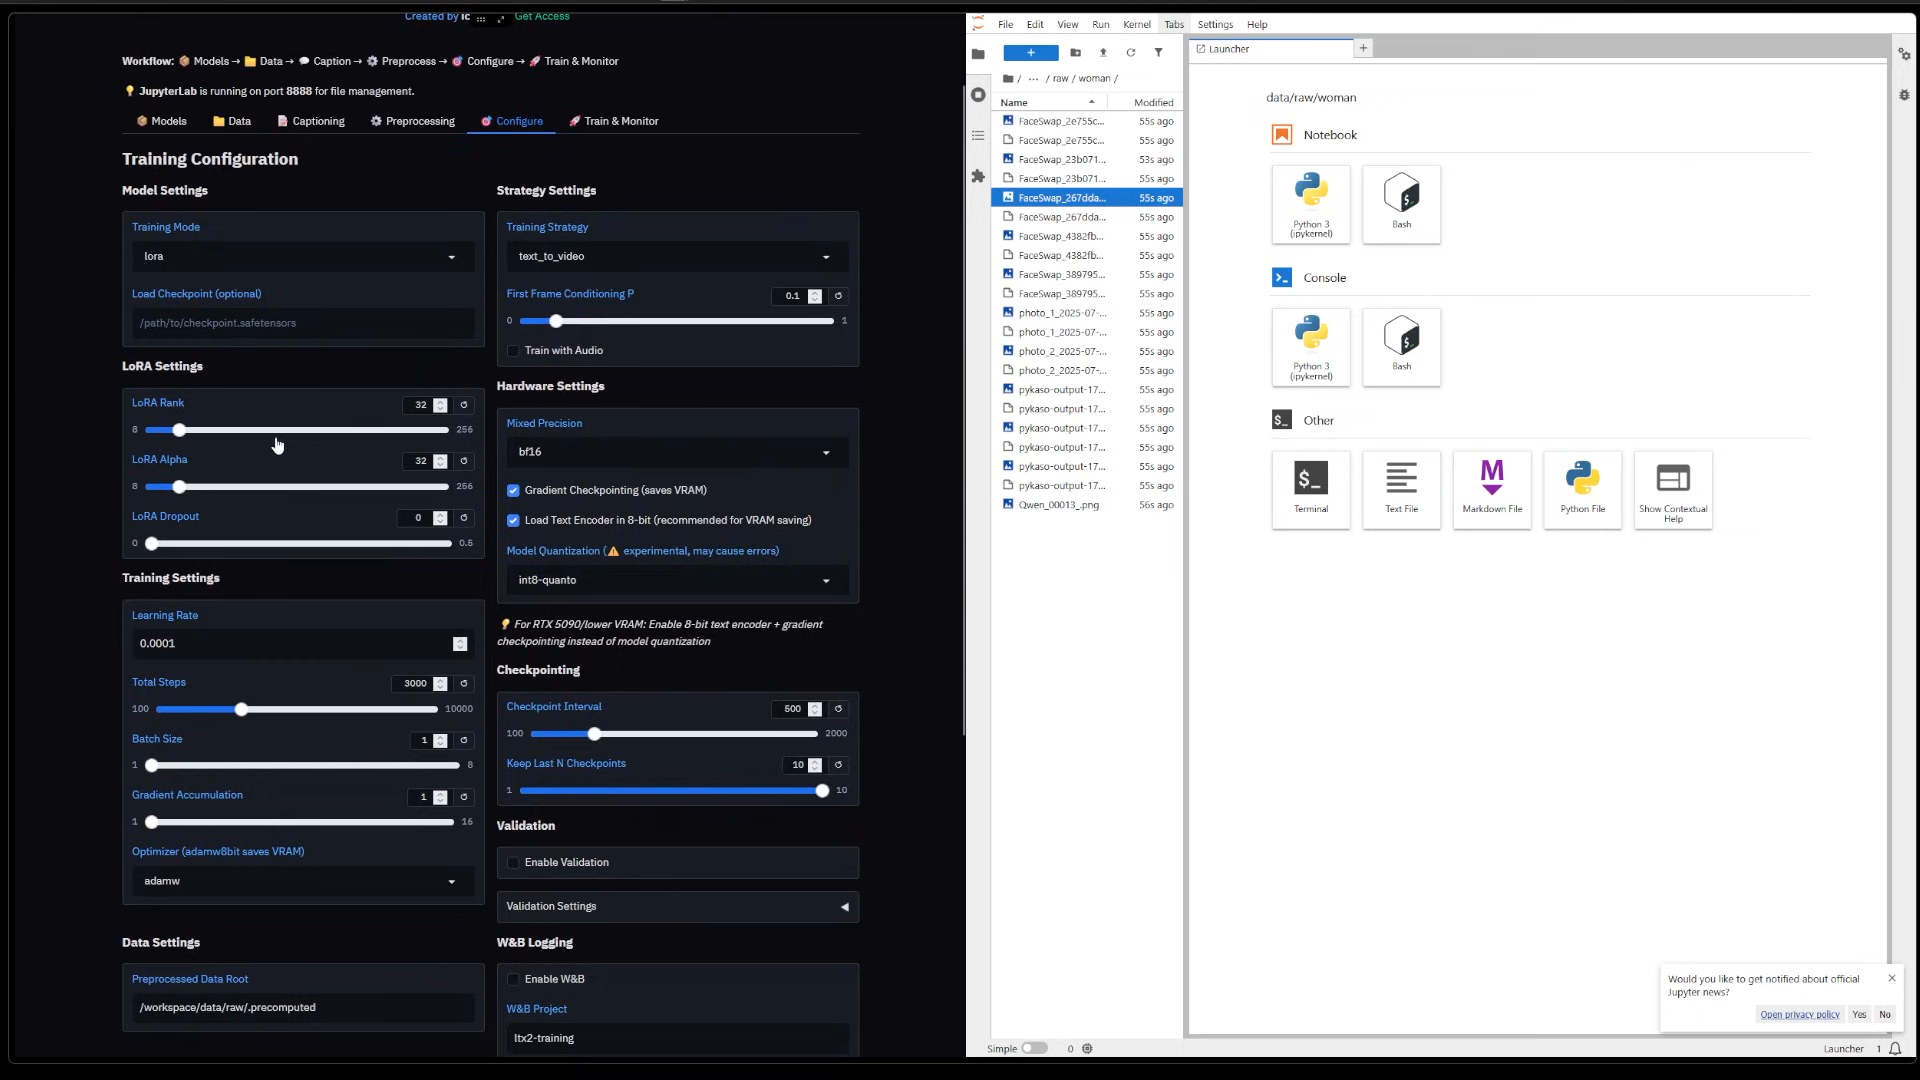 Created by Ic
Get Access
Workflow: Models → Data → Caption → Preprocess → Configure → Train & Monitor
JupyterLab is running on port 8888 for file management.
Models
Data
Captioning
Preprocessing
Configure
Train & Monitor
Training Configuration
Model Settings
Training Mode
lora
Load Checkpoint (optional)
/path/to/checkpoint.safetensors
LoRA Settings
LoRA Rank
32
8
256
LoRA Alpha
32
8
256
LoRA Dropout
0
0
0.5
Training Settings
Learning Rate
0.0001
Total Steps
3000
100
10000
Batch Size
1
1
8
Gradient Accumulation
1
1
16
Optimizer (adamw8bit saves VRAM)
adamw
Data Settings
Preprocessed Data Root
/workspace/data/raw/.precomputed
Strategy Settings
Training Strategy
text_to_video
First Frame Conditioning P
0.1
0
1
Train with Audio
Hardware Settings
Mixed Precision
bf16
Gradient Checkpointing (saves VRAM)
Load Text Encoder in 8-bit (recommended for VRAM saving)
Model Quantization (⚠ experimental, may cause errors)
int8-quanto
For RTX 5090/lower VRAM: Enable 8-bit text encoder + gradient
checkpointing instead of model quantization
Checkpointing
Checkpoint Interval
500
100
2000
Keep Last N Checkpoints
10
1
10
Validation
Enable Validation
Validation Settings
W&B Logging
Enable W&B
W&B Project
ltx2-training
File Edit View Run Kernel Tabs Settings Help
+
/ ··· / raw / woman /
Name Modified
FaceSwap_2e755c... 55s ago
FaceSwap_2e755c... 55s ago
FaceSwap_23b071... 53s ago
FaceSwap_23b071... 55s ago
FaceSwap_267dda... 55s ago
FaceSwap_267dda... 55s ago
FaceSwap_4382fb... 55s ago
FaceSwap_4382fb... 55s ago
FaceSwap_389795... 55s ago
FaceSwap_389795... 55s ago
photo_1_2025-07-... 55s ago
photo_1_2025-07-... 55s ago
photo_2_2025-07-... 55s ago
photo_2_2025-07-... 55s ago
pykaso-output-17... 55s ago
pykaso-output-17... 55s ago
pykaso-output-17... 55s ago
pykaso-output-17... 55s ago
pykaso-output-17... 55s ago
pykaso-output-17... 55s ago
Qwen_00013_.png 56s ago
Launcher
+
data/raw/woman
Notebook
Python 3
(ipykernel)
Bash
Console
Python 3
(ipykernel)
Bash
$_ Other
$_
Terminal
Text File
M
Markdown File
Python File
Show Contextual
Help
Would you like to get notified about official
Jupyter news?
Open privacy policy
Yes
No
Simple
0
Launcher 1